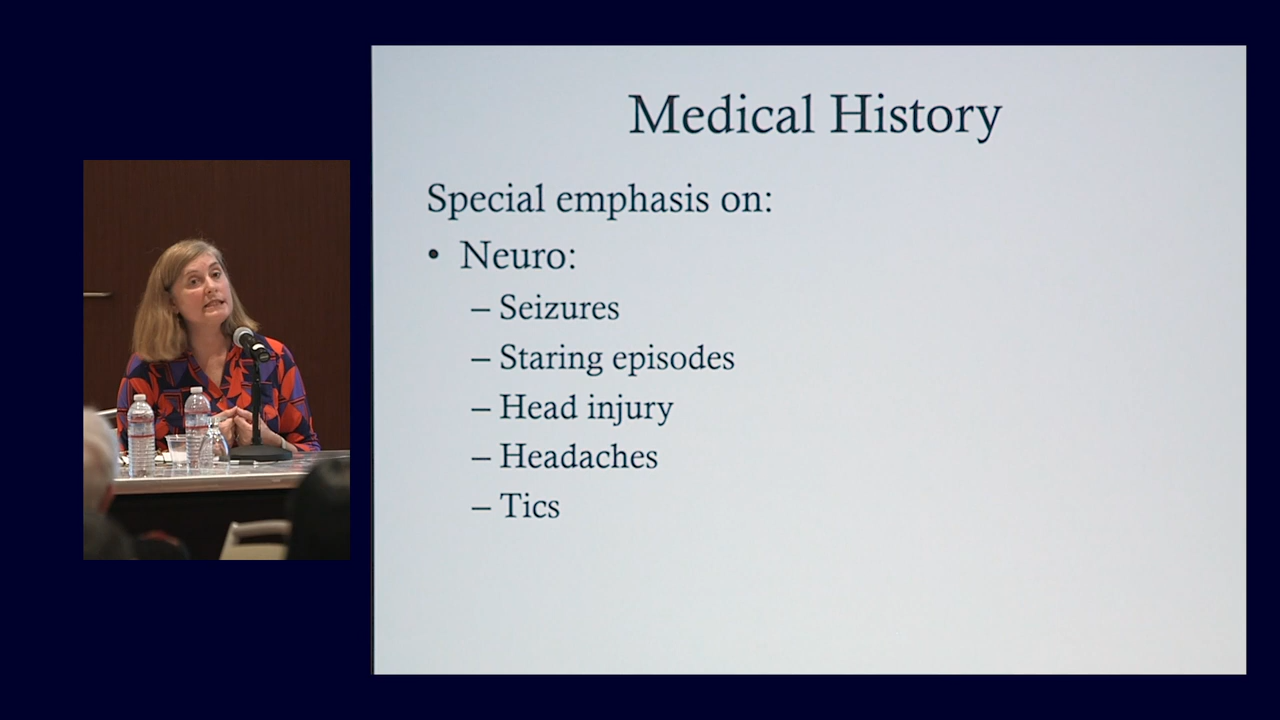 Medical History
Special emphasis on:
• Neuro:
– Seizures
– Staring episodes
– Head injury
– Headaches
– Tics